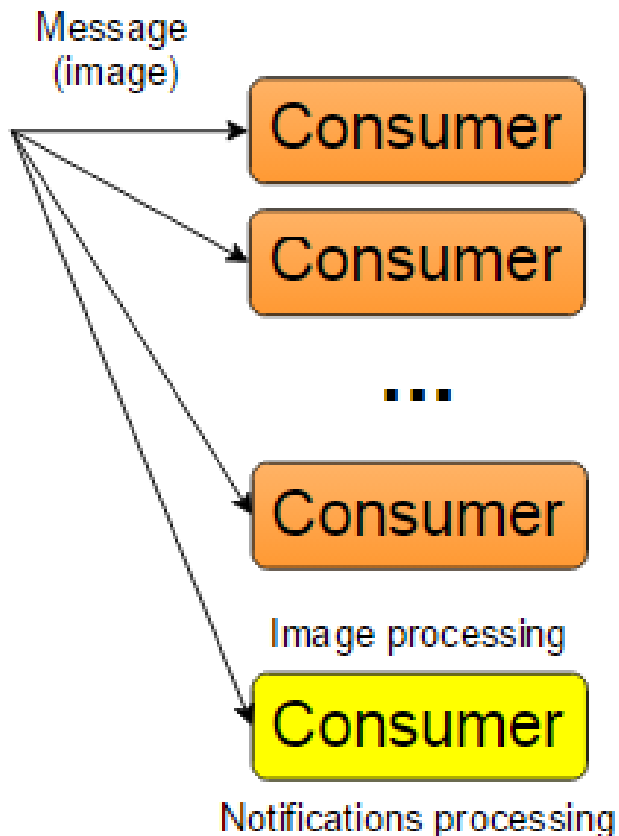 Message
(image)
Consumer
Consumer
...
Consumer
Image processing
Consumer
Notifications processing